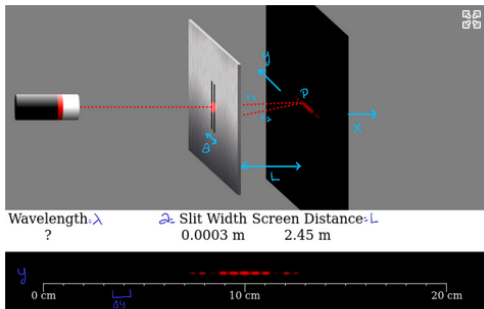 y
P
r1
r2
a
L
x
Wavelength=λ a= Slit Width Screen Distance=L
? 0.0003 m 2.45 m
y
0 cm 10 cm 20 cm
Δy